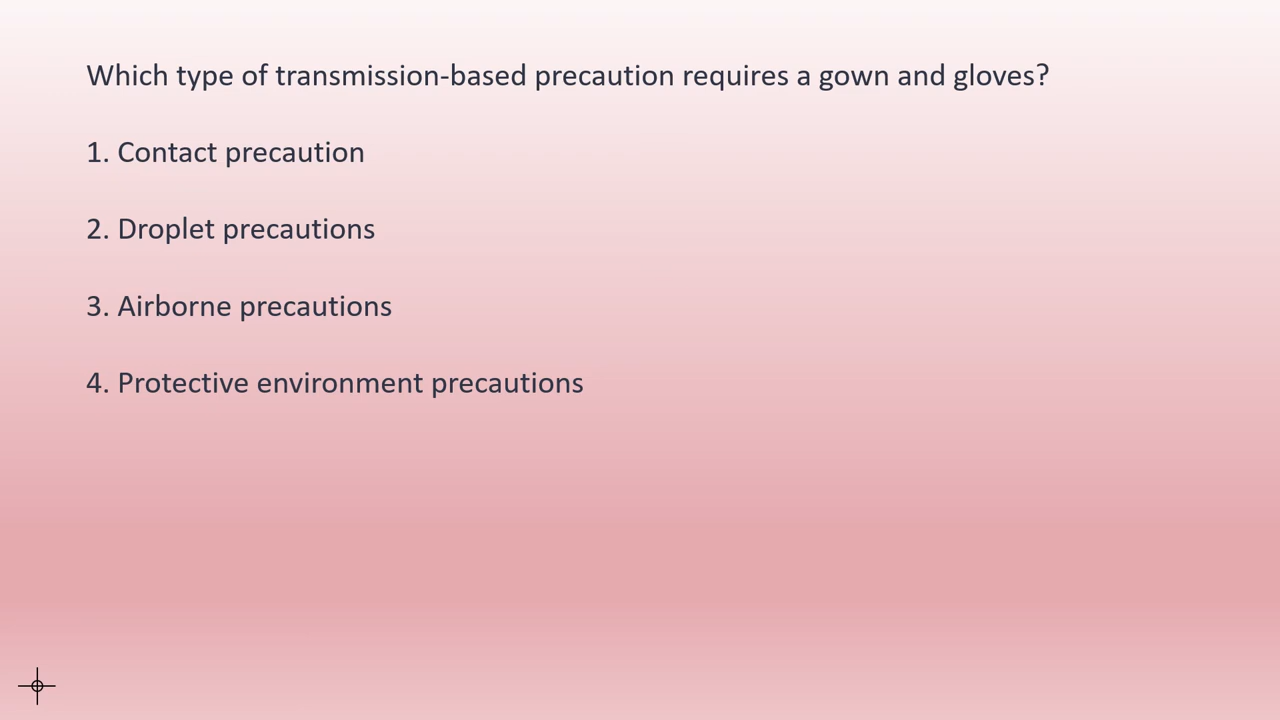 Which type of transmission-based precaution requires a gown and gloves?
1. Contact precaution
2. Droplet precautions
3. Airborne precautions
4. Protective environment precautions